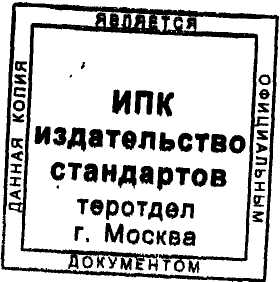 ДАННАЯ КОПИЯ
ЯВЛЯЕТСЯ
ОФИЦИАЛЬНЫМ
ДОКУМЕНТОМ
ИПК
издательство
стандартов
теротдел
г. Москва